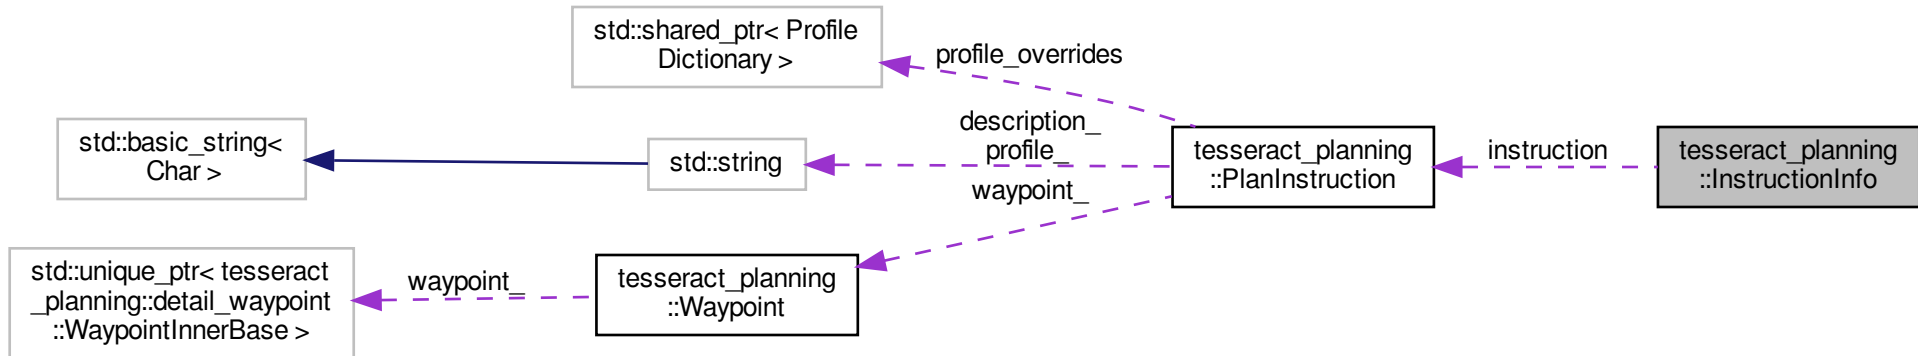 std::shared_ptr< Profile
Dictionary >
profile_overrides
std::basic_string<
Char >
std::string
description_
profile_
waypoint_
tesseract_planning
::PlanInstruction
instruction
tesseract_planning
::InstructionInfo
std::unique_ptr< tesseract
_planning::detail_waypoint
::WaypointInnerBase >
waypoint_
tesseract_planning
::Waypoint